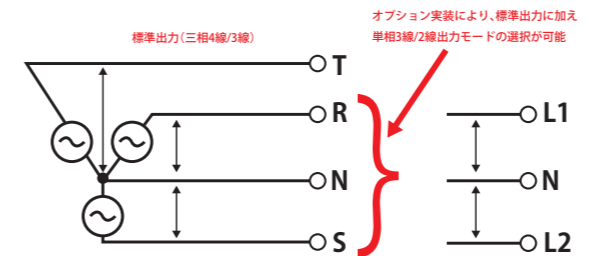 標準出力（三相4線/3線）
オプション実装により、標準出力に加え
単相3線/2線出力モードの選択が可能
T
R
L1
N
N
S
L2